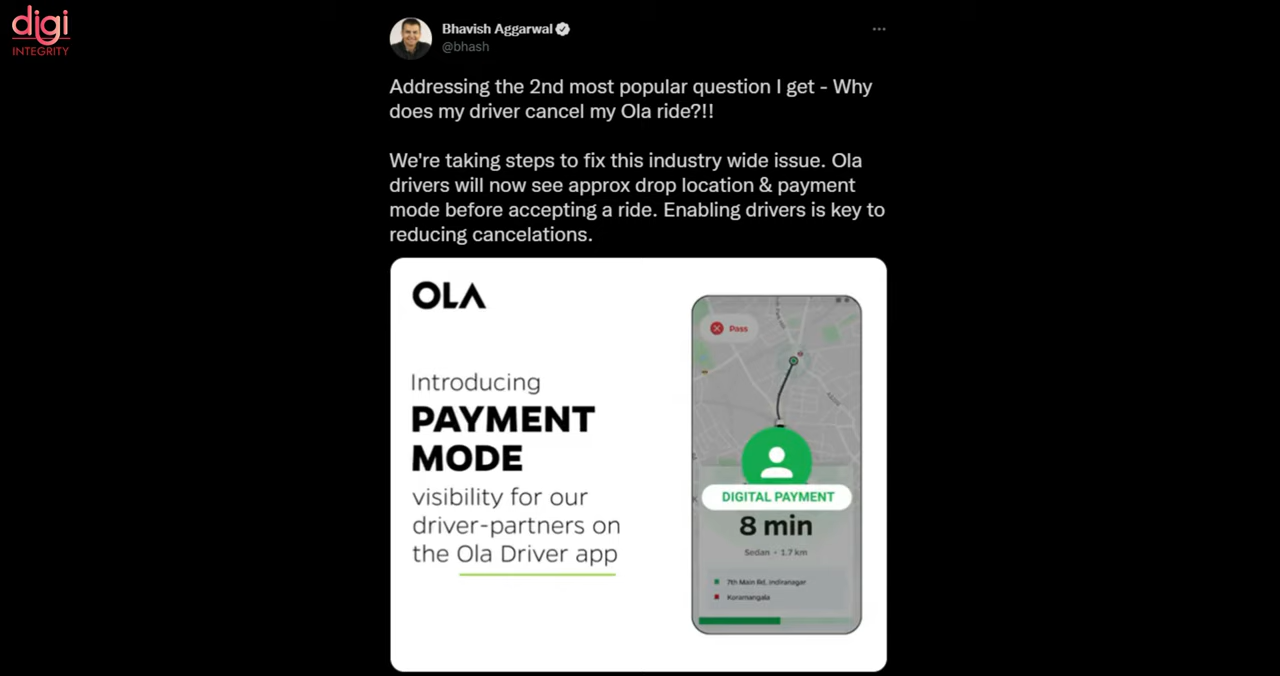 digi
INTEGRITY
Bhavish Aggarwal
@bhash
Addressing the 2nd most popular question I get - Why
does my driver cancel my Ola ride?!!
We're taking steps to fix this industry wide issue. Ola
drivers will now see approx drop location & payment
mode before accepting a ride. Enabling drivers is key to
reducing cancelations.
OLA
Introducing
PAYMENT
MODE
visibility for our
driver-partners on
the Ola Driver app
Pass
DIGITAL PAYMENT
8 min
Sedan • 1.7 km
7th Main Rd, Indiranagar
Koramangala